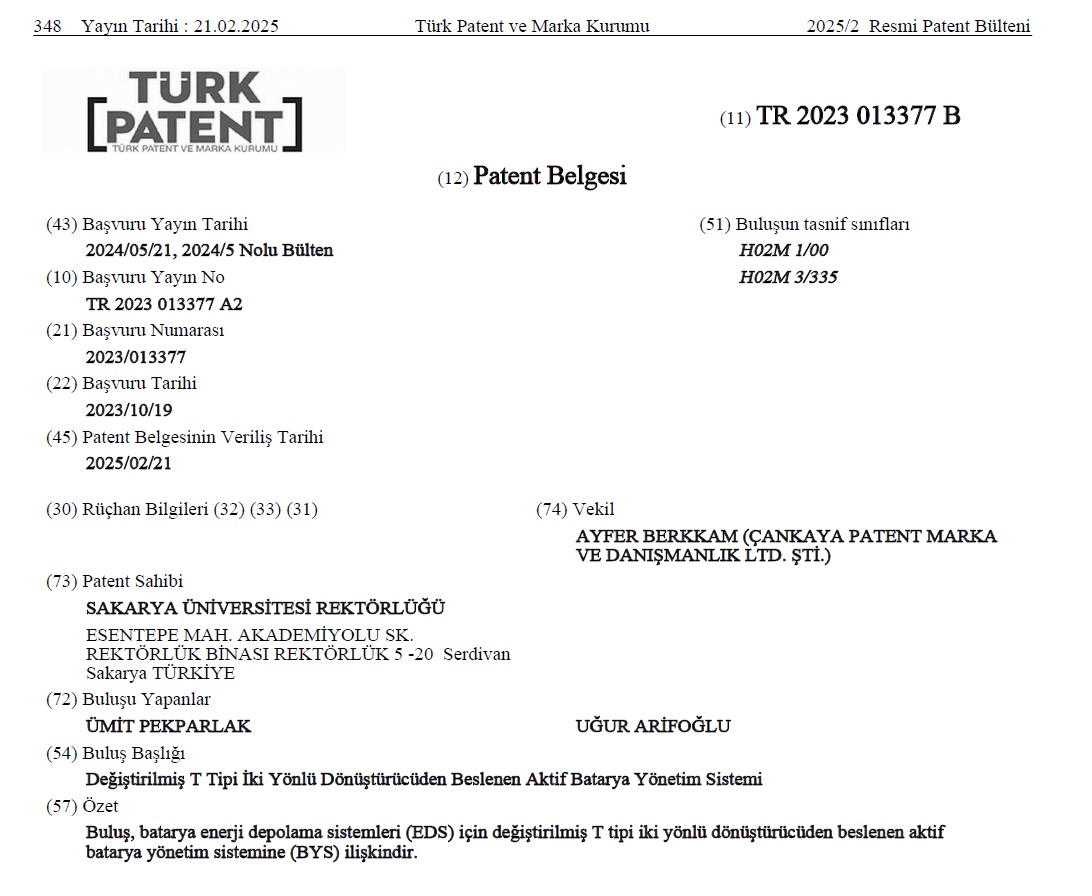 348 Yayın Tarihi : 21.02.2025 Türk Patent ve Marka Kurumu 2025/2 Resmi Patent Bülteni
TÜRK
PATENT
TÜRK PATENT VE MARKA KURUMU
(11) TR 2023 013377 B
(12) Patent Belgesi
(43) Başvuru Yayın Tarihi
2024/05/21, 2024/5 Nolu Bülten
(10) Başvuru Yayın No
TR 2023 013377 A2
(21) Başvuru Numarası
2023/013377
(22) Başvuru Tarihi
2023/10/19
(45) Patent Belgesinin Veriliş Tarihi
2025/02/21
(51) Buluşun tasnif sınıfları
H02M 1/00
H02M 3/335
(30) Rüçhan Bilgileri (32) (33) (31)
(74) Vekil
AYFER BERKKAM (ÇANKAYA PATENT MARKA
VE DANIŞMANLIK LTD. ŞTİ.)
(73) Patent Sahibi
SAKARYA ÜNİVERSİTESİ REKTÖRLÜĞÜ
ESENTEPE MAH. AKADEMİYOLU SK.
REKTÖRLÜK BİNASI REKTÖRLÜK 5 -20 Serdivan
Sakarya TÜRKİYE
(72) Buluşu Yapanlar
ÜMİT PEKPARLAK UĞUR ARİFOĞLU
(54) Buluş Başlığı
Değiştirilmiş T Tipi İki Yönlü Dönüştürücüden Beslenen Aktif Batarya Yönetim Sistemi
(57) Özet
Buluş, batarya enerji depolama sistemleri (EDS) için değiştirilmiş T tipi iki yönlü dönüştürücüden beslenen aktif
batarya yönetim sistemine (BYS) ilişkindir.